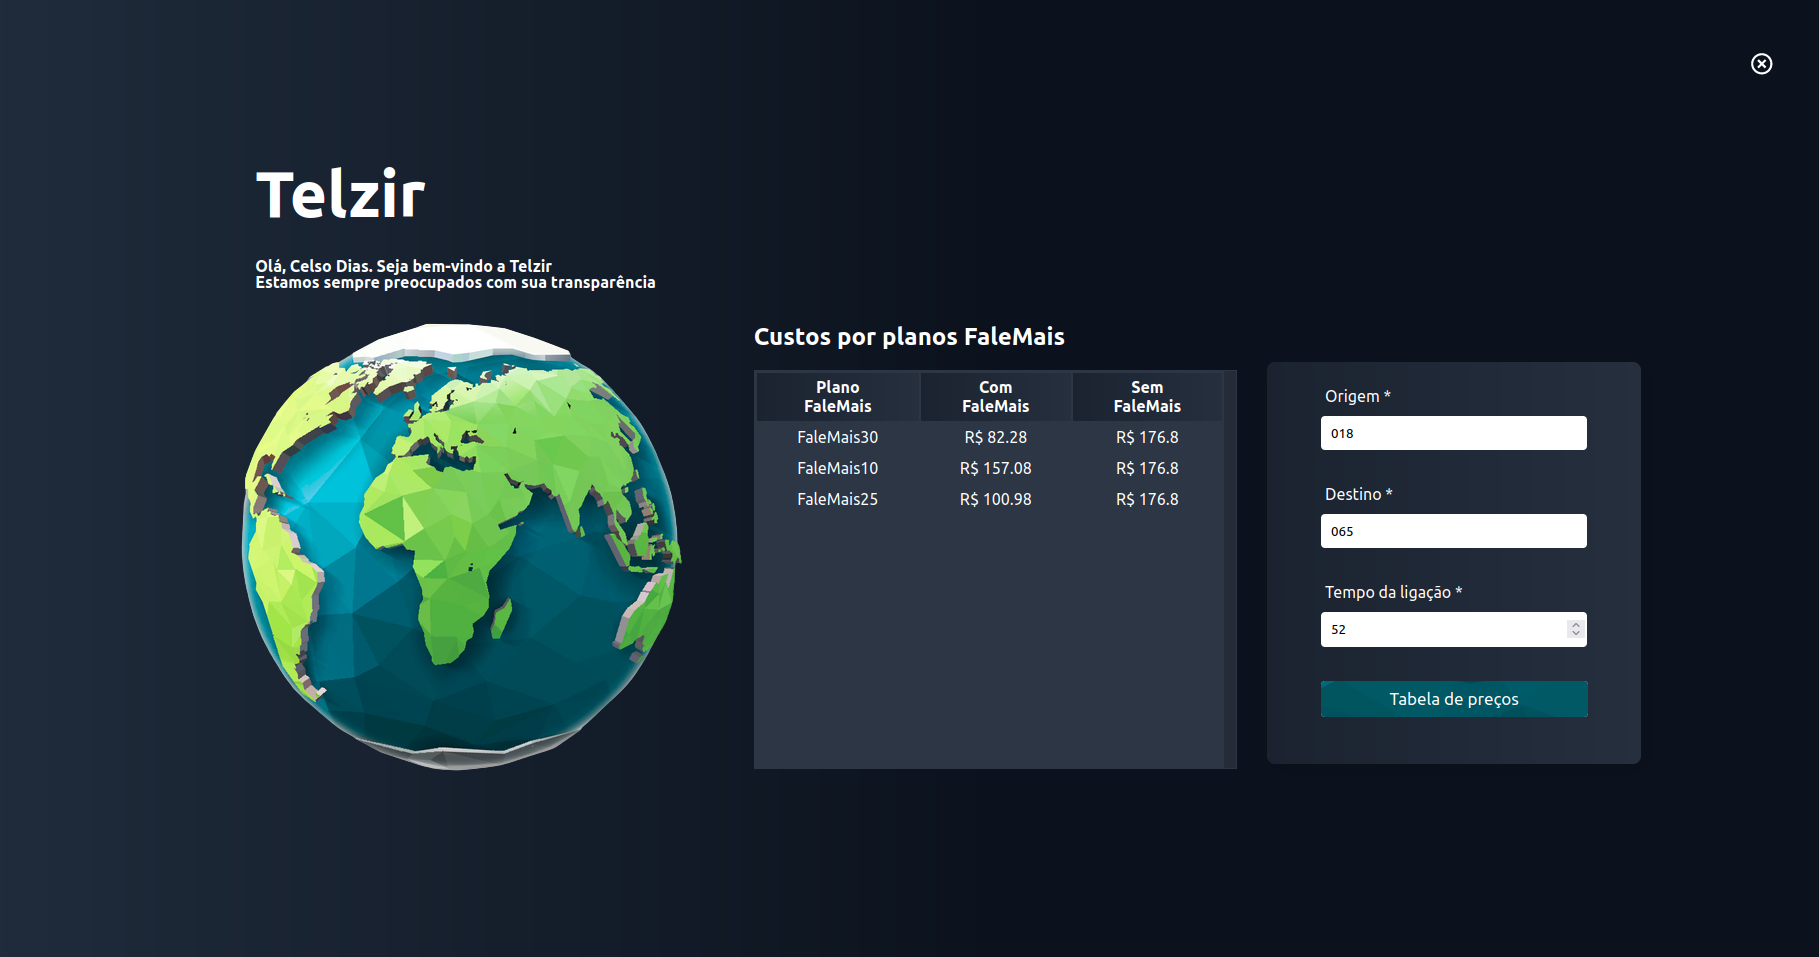 Telzir
Olá, Celso Dias. Seja bem-vindo a Telzir
Estamos sempre preocupados com sua transparência
Custos por planos FaleMais
Plano FaleMais Com FaleMais Sem FaleMais
FaleMais30 R$ 82.28 R$ 176.8
FaleMais10 R$ 157.08 R$ 176.8
FaleMais25 R$ 100.98 R$ 176.8
Origem *
018
Destino *
065
Tempo da ligação *
52
Tabela de preços